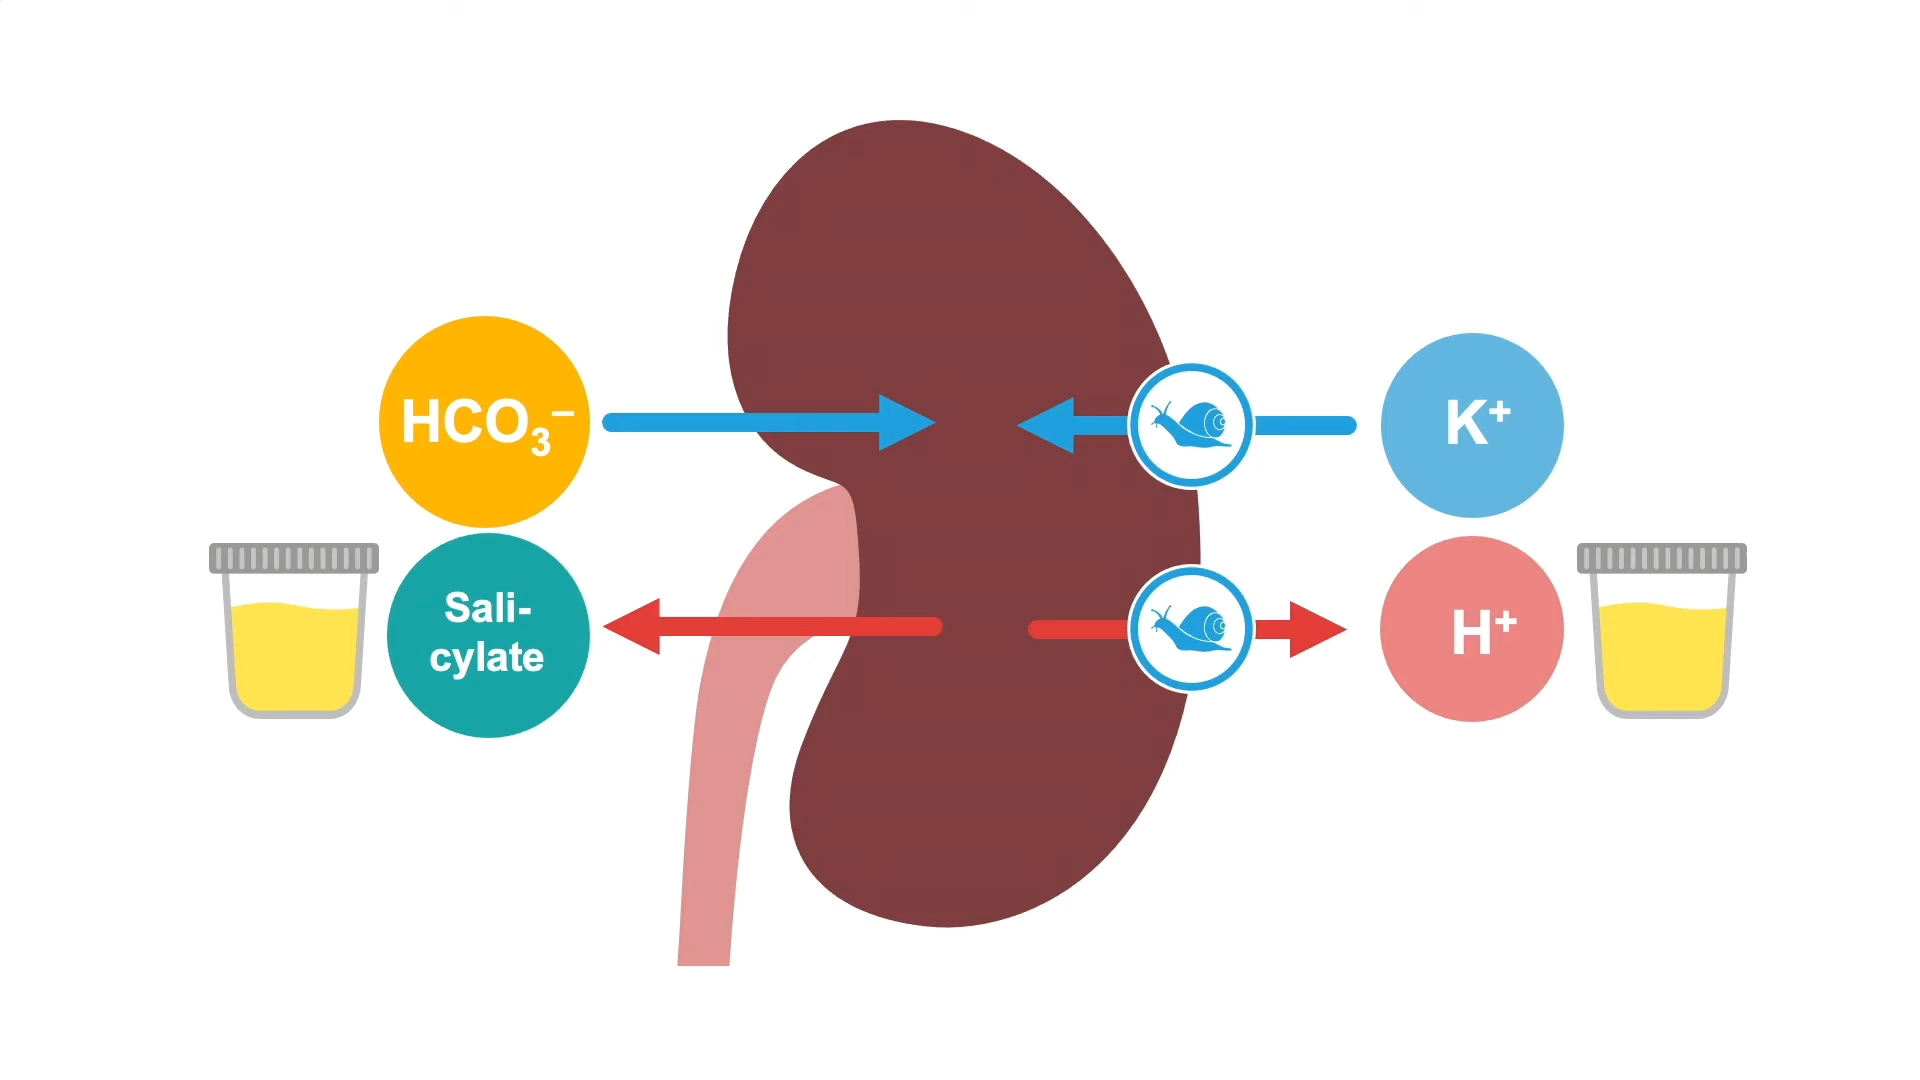 HCO₃⁻
K⁺
Sali-
cylate
H⁺